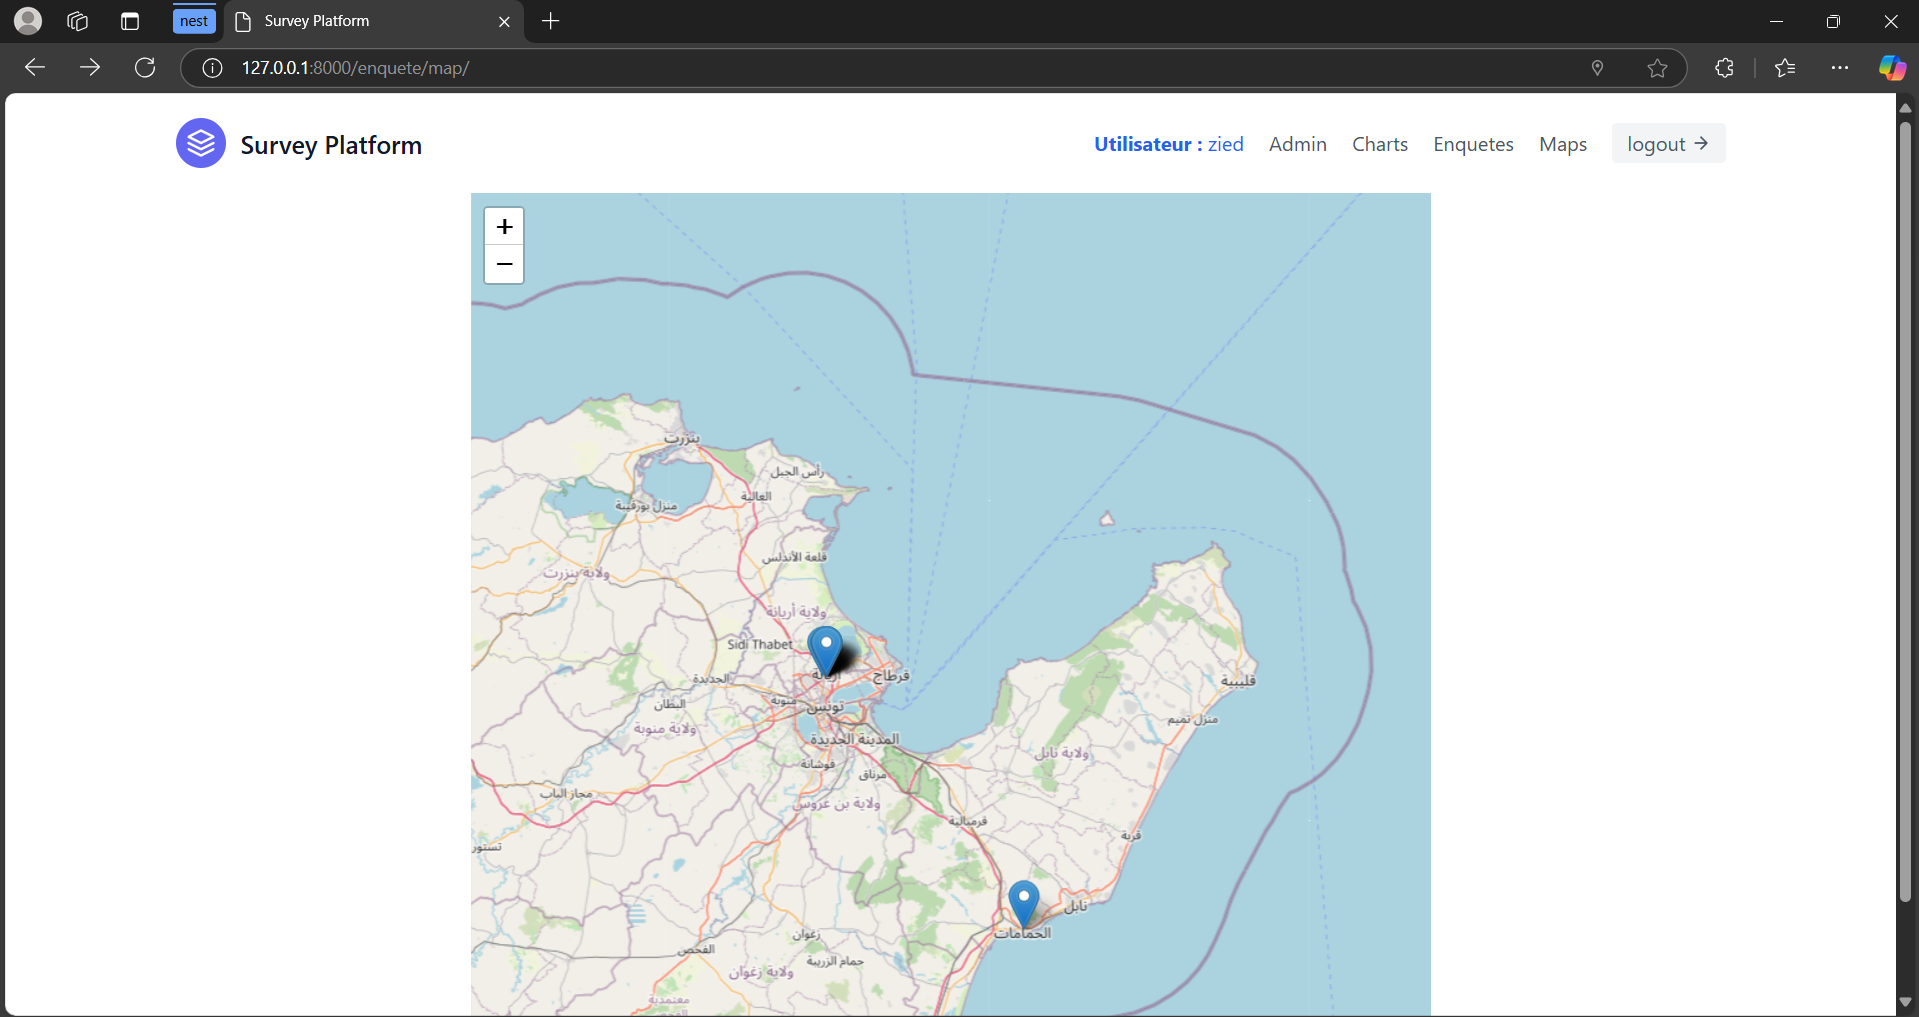 nest
Survey Platform
127.0.0.1:8000/enquete/map/
Survey Platform
Utilisateur : zied
Admin
Charts
Enquetes
Maps
logout →
+
−
بنزرت
رأس الجبل
العالية
منزل بورقيبة
قلعة الأندلس
ولاية بنزرت
ولاية أريانة
Sidi Thabet
أريانة
قرطاج
الجديدة
قليبية
منوبة
البطان
تونس
منزل تميم
ولاية منوبة
المدينة الجديدة
ولاية نابل
فوشانة
مرناق
مجاز الباب
ولاية بن عروس
قرمبالية
قربة
تستور
نابل
الحمامات
زغوان
الفحص
حمام الزريبة
ولاية زغوان
معتمدية